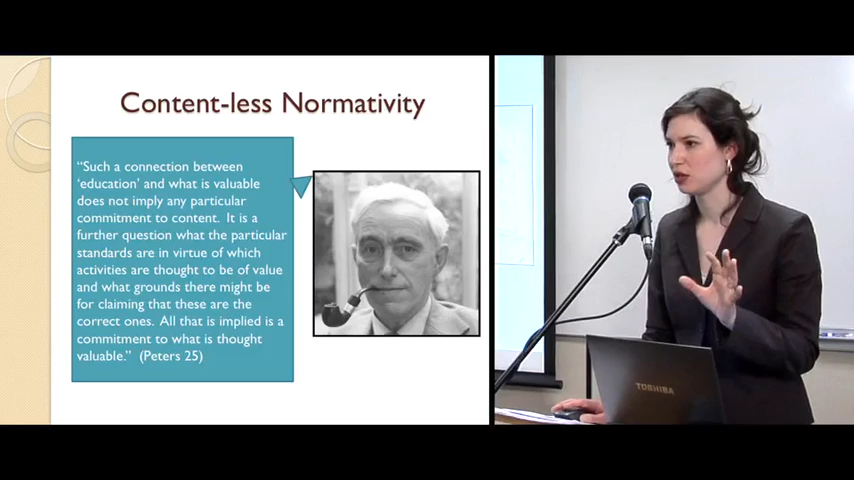 Content-less Normativity
“Such a connection between
‘education’ and what is valuable
does not imply any particular
commitment to content. It is a
further question what the particular
standards are in virtue of which
activities are thought to be of value
and what grounds there might be
for claiming that these are the
correct ones. All that is implied is a
commitment to what is thought
valuable.” (Peters 25)
TOSHIBA